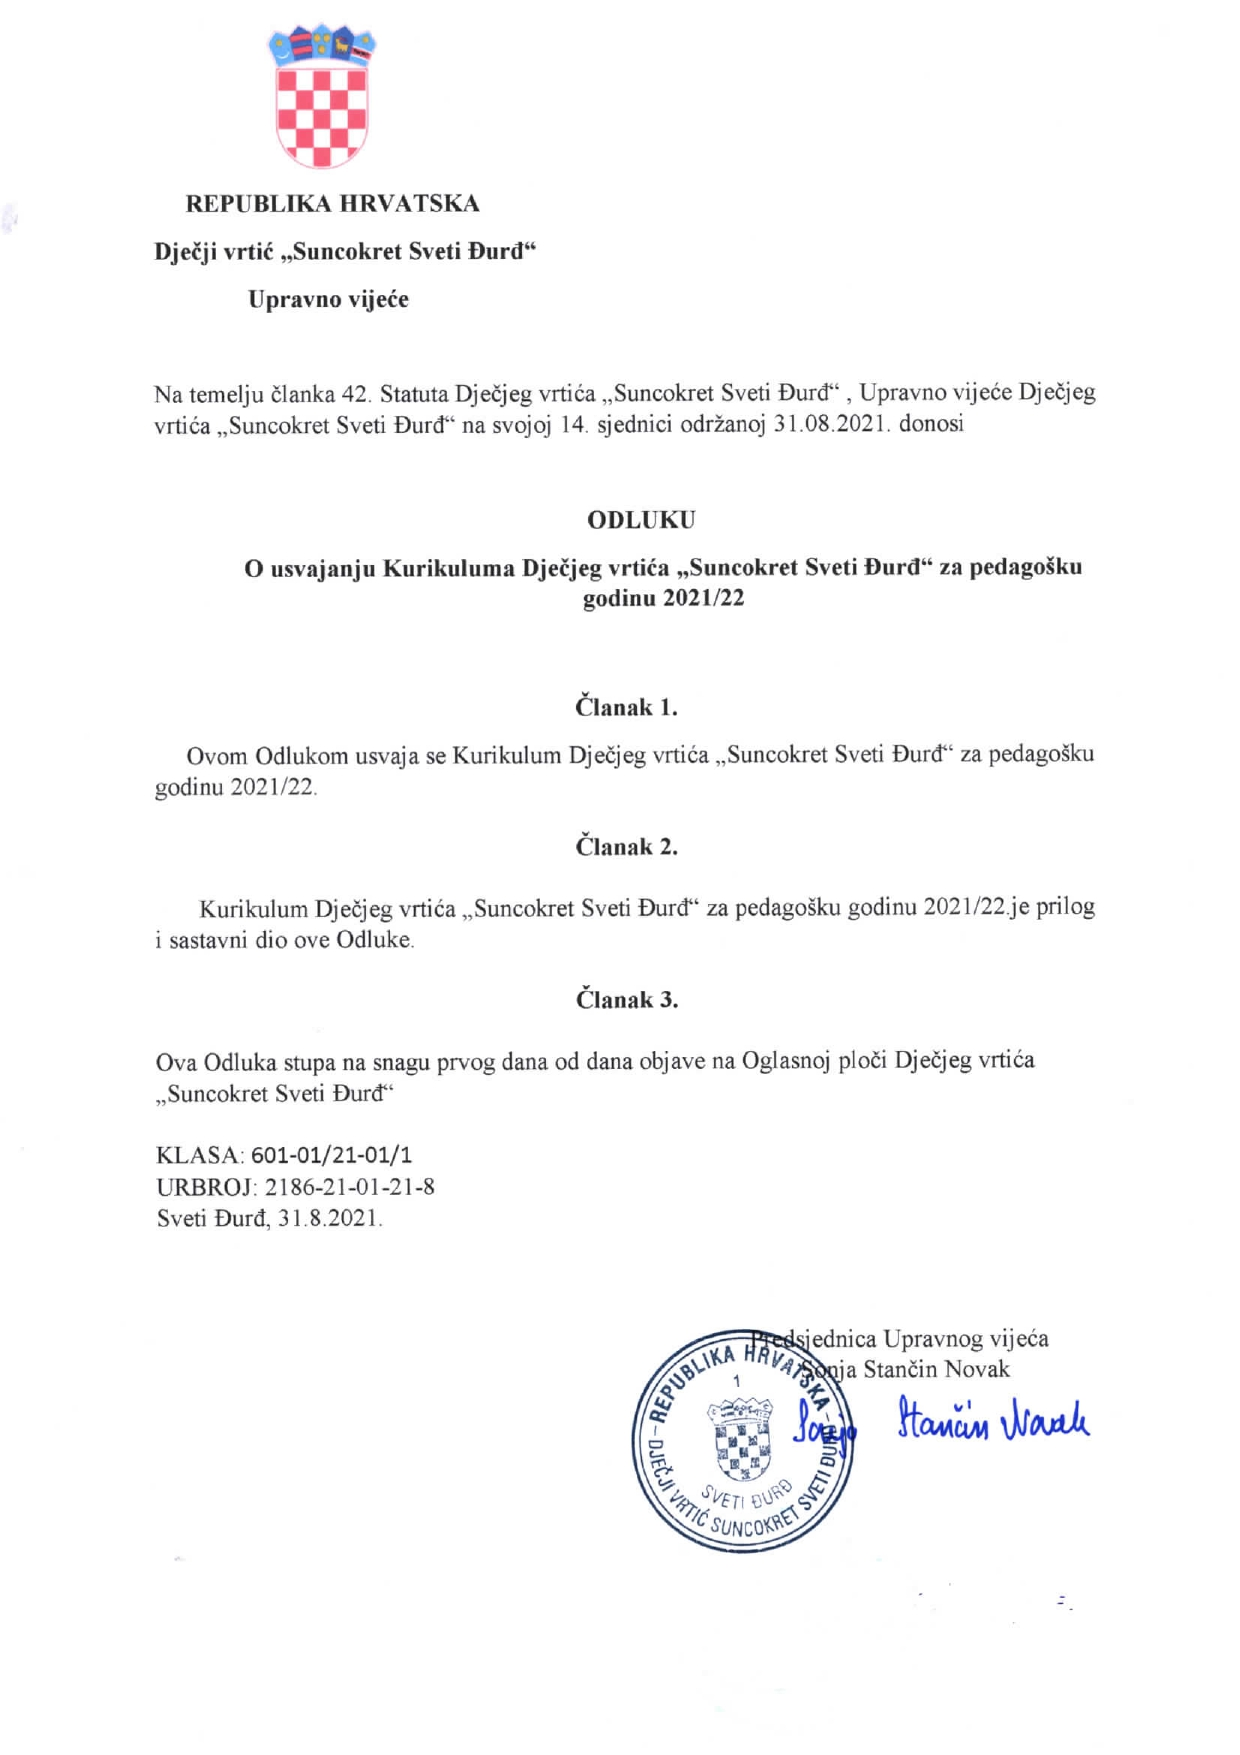 REPUBLIKA HRVATSKA
Dječji vrtić „Suncokret Sveti Đurđ“
Upravno vijeće
Na temelju članka 42. Statuta Dječjeg vrtića „Suncokret Sveti Đurđ“ , Upravno vijeće Dječjeg
vrtića „Suncokret Sveti Đurđ“ na svojoj 14. sjednici održanoj 31.08.2021. donosi
ODLUKU
O usvajanju Kurikuluma Dječjeg vrtića „Suncokret Sveti Đurđ“ za pedagošku
godinu 2021/22
Članak 1.
Ovom Odlukom usvaja se Kurikulum Dječjeg vrtića „Suncokret Sveti Đurđ“ za pedagošku
godinu 2021/22.
Članak 2.
Kurikulum Dječjeg vrtića „Suncokret Sveti Đurđ“ za pedagošku godinu 2021/22.je prilog
i sastavni dio ove Odluke.
Članak 3.
Ova Odluka stupa na snagu prvog dana od dana objave na Oglasnoj ploči Dječjeg vrtića
„Suncokret Sveti Đurđ“
KLASA: 601-01/21-01/1
URBROJ: 2186-21-01-21-8
Sveti Đurđ, 31.8.2021.
Predsjednica Upravnog vijeća
Sonja Stančin Novak
Sonja Stančin Novak
REPUBLIKA HRVATSKA
1
SVETI ĐURĐ
DJEČJI VRTIĆ SUNCOKRET SVETI ĐURĐ